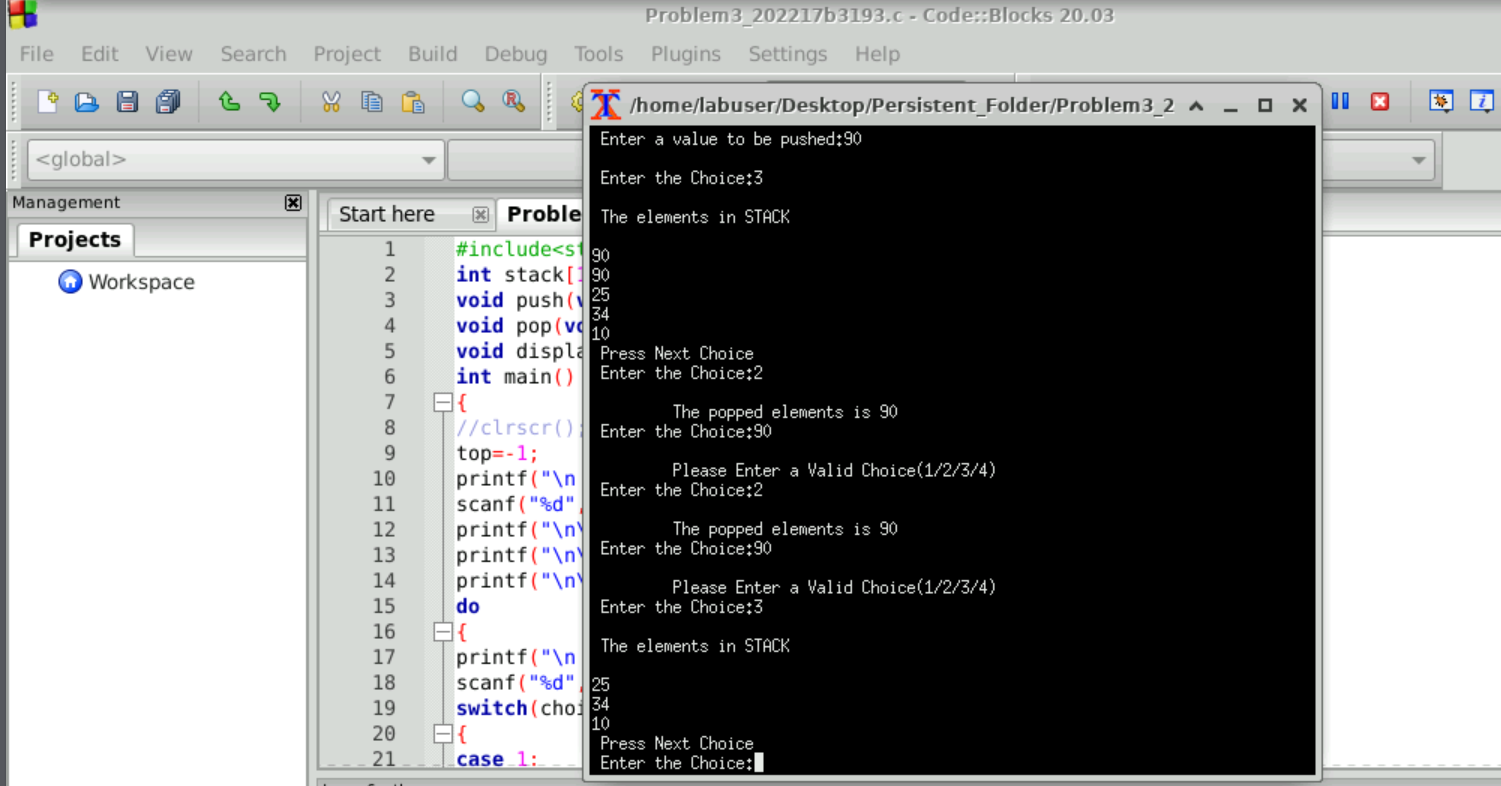 Problem3_202217b3193.c - Code::Blocks 20.03
File Edit View Search Project Build Debug Tools Plugins Settings Help
/home/labuser/Desktop/Persistent_Folder/Problem3_2
<global>
Management
Projects
Workspace
Start here
Proble
1 #include<st
2 int stack[1
3 void push(v
4 void pop(vo
5 void displa
6 int main()
7 {
8 //clrscr();
9 top=-1;
10 printf("\n
11 scanf("%d",
12 printf("\n\
13 printf("\n\
14 printf("\n\
15 do
16 {
17 printf("\n
18 scanf("%d",
19 switch(choi
20 {
21 case 1:
Enter a value to be pushed:90
Enter the Choice:3
The elements in STACK
90
90
25
34
10
Press Next Choice
Enter the Choice:2
The popped elements is 90
Enter the Choice:90
Please Enter a Valid Choice(1/2/3/4)
Enter the Choice:2
The popped elements is 90
Enter the Choice:90
Please Enter a Valid Choice(1/2/3/4)
Enter the Choice:3
The elements in STACK
25
34
10
Press Next Choice
Enter the Choice: